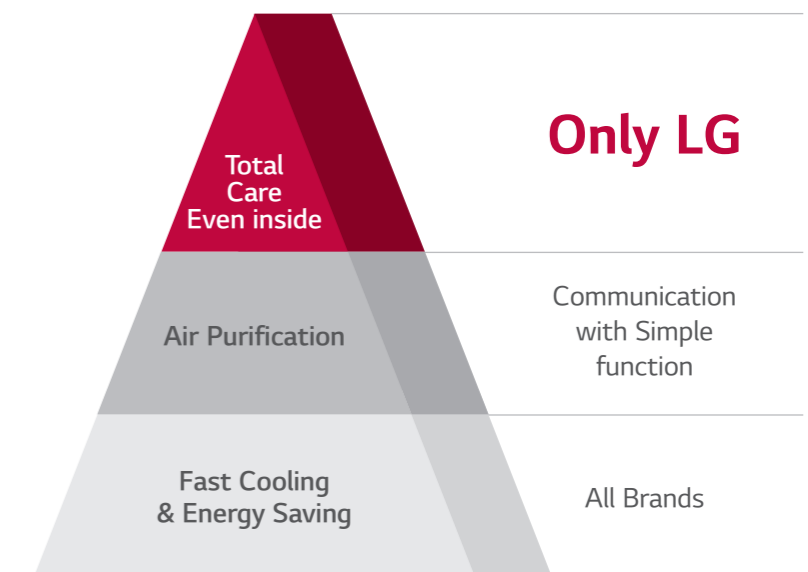 Total
Care
Even inside
Only LG
Air Purification
Communication
with Simple
function
Fast Cooling
& Energy Saving
All Brands